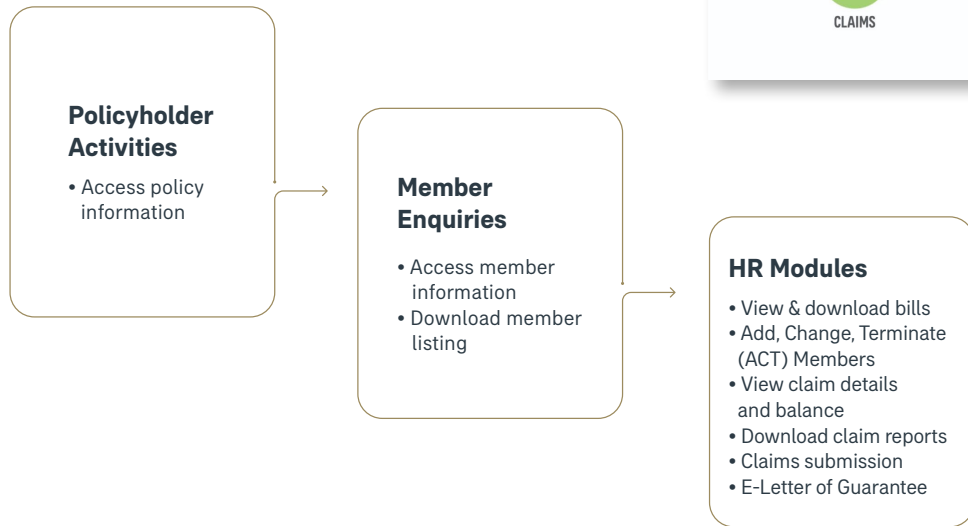 CLAIMS
Policyholder
Activities
• Access policy
information
Member
Enquiries
• Access member
information
• Download member
listing
HR Modules
• View & download bills
• Add, Change, Terminate
(ACT) Members
• View claim details
and balance
• Download claim reports
• Claims submission
• E-Letter of Guarantee